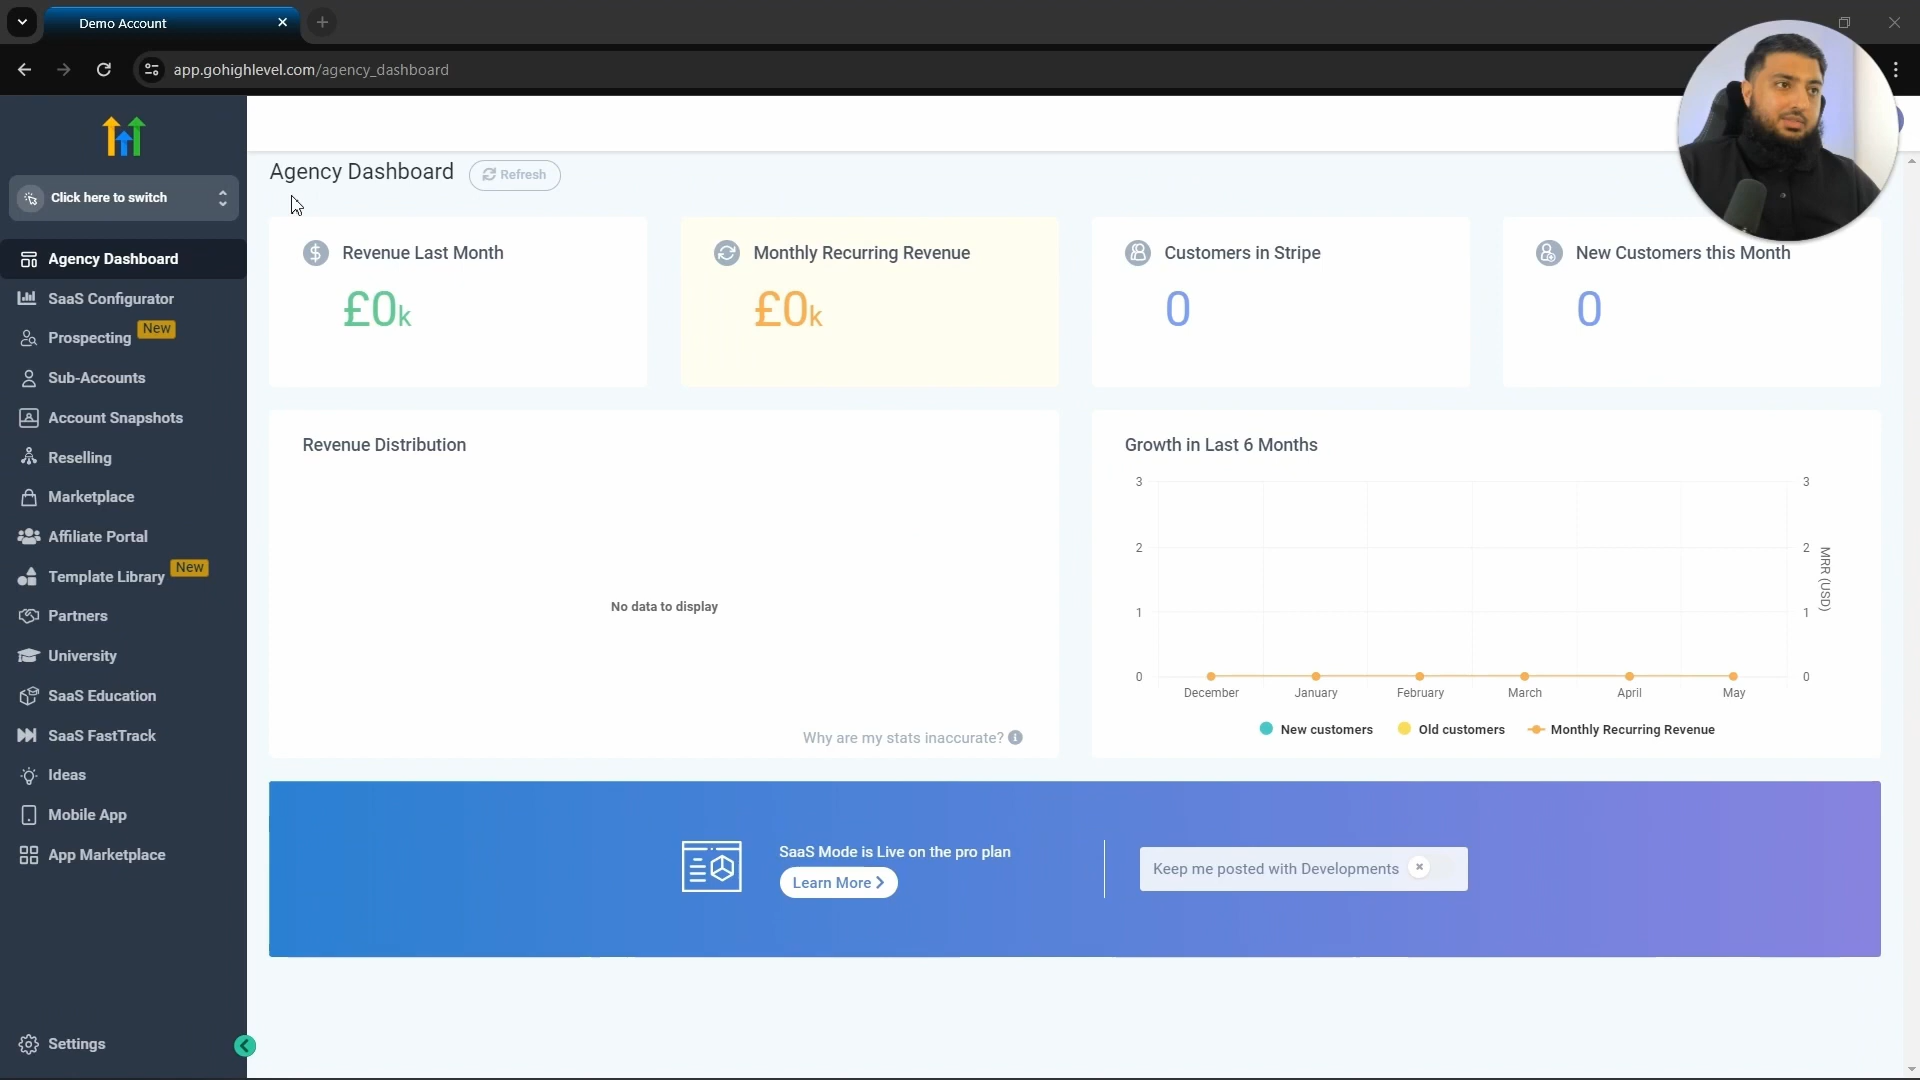 Demo Account
app.gohighlevel.com/agency_dashboard
Click here to switch
Agency Dashboard
SaaS Configurator
Prospecting New
Sub-Accounts
Account Snapshots
Reselling
Marketplace
Affiliate Portal
Template Library New
Partners
University
SaaS Education
SaaS FastTrack
Ideas
Mobile App
App Marketplace
Settings
Agency Dashboard
Refresh
Revenue Last Month
£0k
Monthly Recurring Revenue
£0k
Customers in Stripe
0
New Customers this Month
0
Revenue Distribution
No data to display
Why are my stats inaccurate?
Growth in Last 6 Months
3 3
2 2
1 1
0 0
MRR (USD)
December January February March April May
New customers Old customers Monthly Recurring Revenue
SaaS Mode is Live on the pro plan
Learn More
Keep me posted with Developments